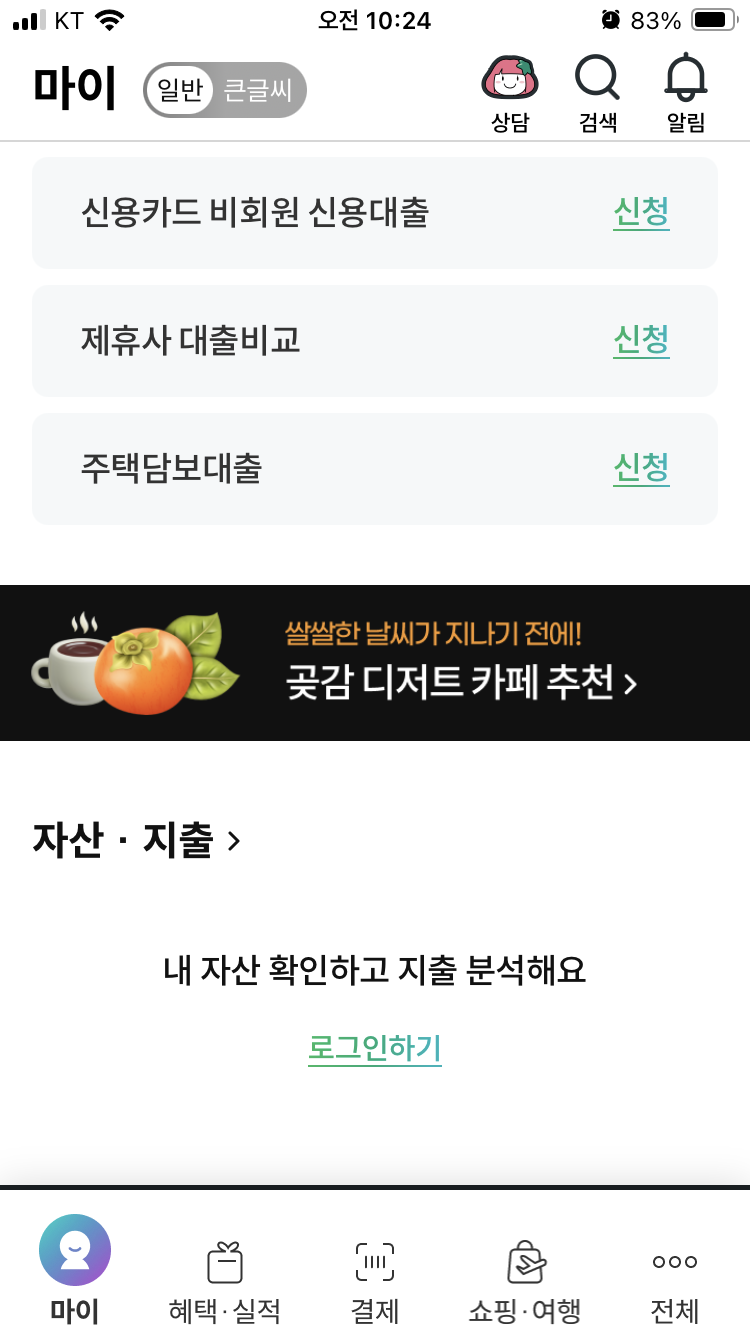 KT 오전 10:24 83%
마이 일반 큰글씨 상담 검색 알림
신용카드 비회원 신용대출 신청
제휴사 대출비교 신청
주택담보대출 신청
쌀쌀한 날씨가 지나기 전에!
곶감 디저트 카페 추천 >
자산 · 지출 >
내 자산 확인하고 지출 분석해요
로그인하기
마이 혜택·실적 결제 쇼핑·여행 전체